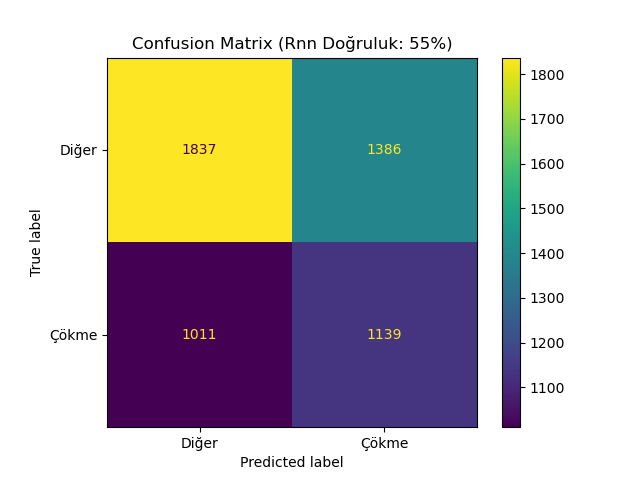 Confusion Matrix (Rnn Doğruluk: 55%)
Diğer
1837
1386
Çökme
1011
1139
Diğer
Çökme
True label
Predicted label
1800
1700
1600
1500
1400
1300
1200
1100